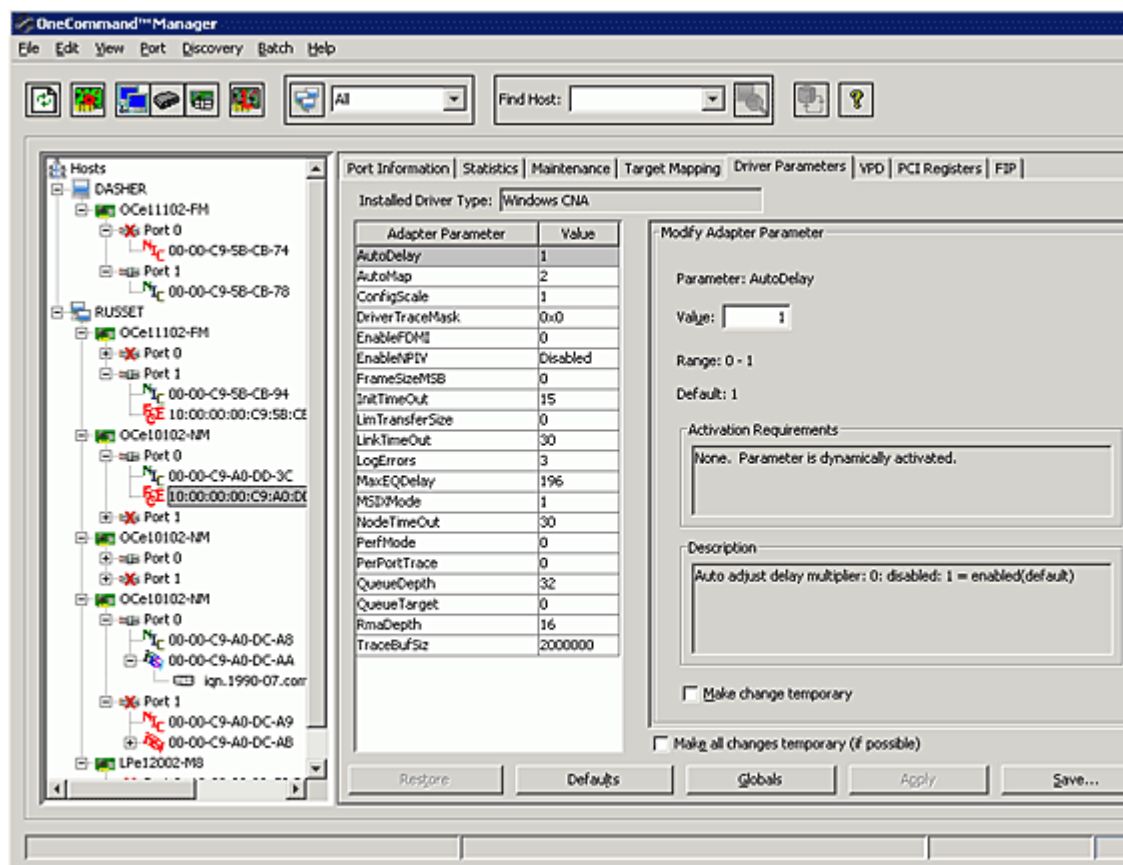 OneCommand™Manager
File Edit View Port Discovery Batch Help
All
Find Host:
Hosts
DASHER
OCe11102-FM
Port 0
00-00-C9-5B-CB-74
Port 1
00-00-C9-5B-CB-78
RUSSET
OCe11102-FM
Port 0
Port 1
00-00-C9-5B-CB-94
10:00:00:00:C9:5B:CE
OCe10102-NM
Port 0
00-00-C9-A0-DD-3C
10:00:00:00:C9:A0:DD
Port 1
OCe10102-NM
Port 0
Port 1
OCe10102-NM
Port 0
00-00-C9-A0-DC-A8
00-00-C9-A0-DC-AA
iqn.1990-07.com
Port 1
00-00-C9-A0-DC-A9
00-00-C9-A0-DC-AB
LPe12002-M8
Port Information Statistics Maintenance Target Mapping Driver Parameters VPD PCI Registers FIP
Installed Driver Type: Windows CNA
Adapter Parameter Value
AutoDelay 1
AutoMap 2
ConfigScale 1
DriverTraceMask 0x0
EnableFDMI 0
EnableNPIV Disabled
FrameSizeMSB 0
InitTimeOut 15
LimTransferSize 0
LinkTimeOut 30
LogErrors 3
MaxEQDelay 196
MSIXMode 1
NodeTimeOut 30
PerfMode 0
PerPortTrace 0
QueueDepth 32
QueueTarget 0
RmaDepth 16
TraceBufSiz 2000000
Modify Adapter Parameter
Parameter: AutoDelay
Value: 1
Range: 0 - 1
Default: 1
Activation Requirements
None. Parameter is dynamically activated.
Description
Auto adjust delay multiplier: 0: disabled: 1 = enabled(default)
Make change temporary
Make all changes temporary (if possible)
Restore Defaults Globals Apply Save...